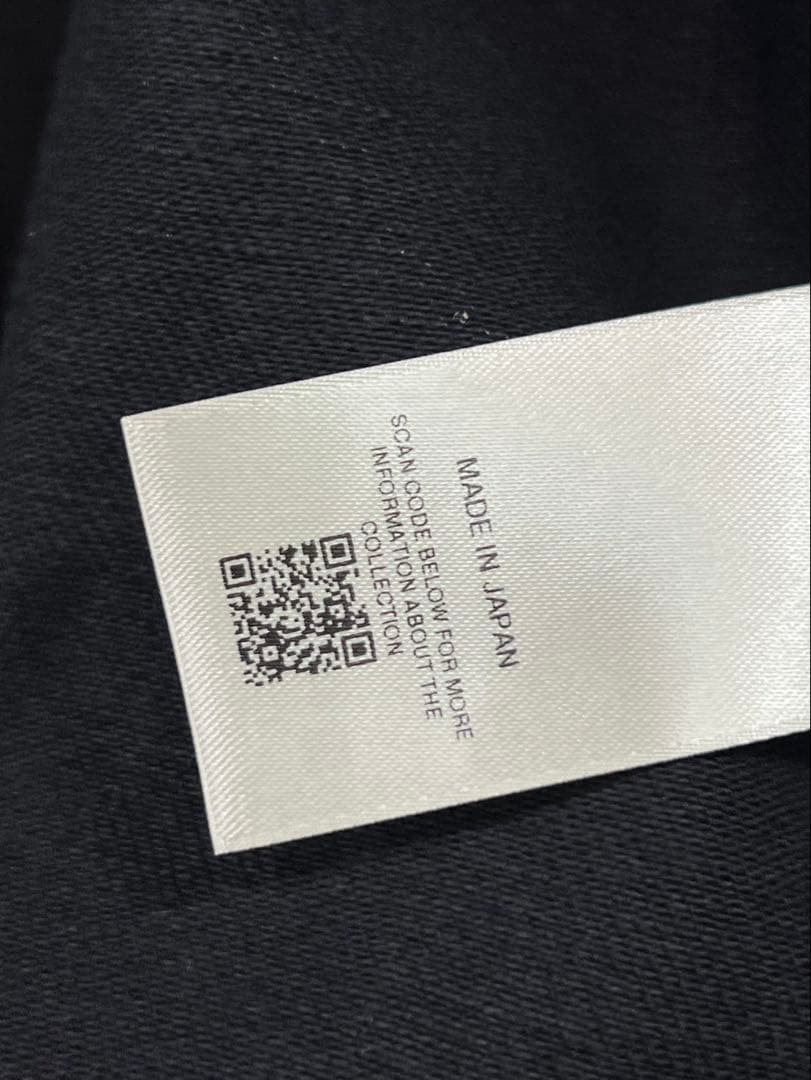 MADE IN JAPAN
SCAN CODE BELOW FOR MORE
INFORMATION ABOUT THE
COLLECTION